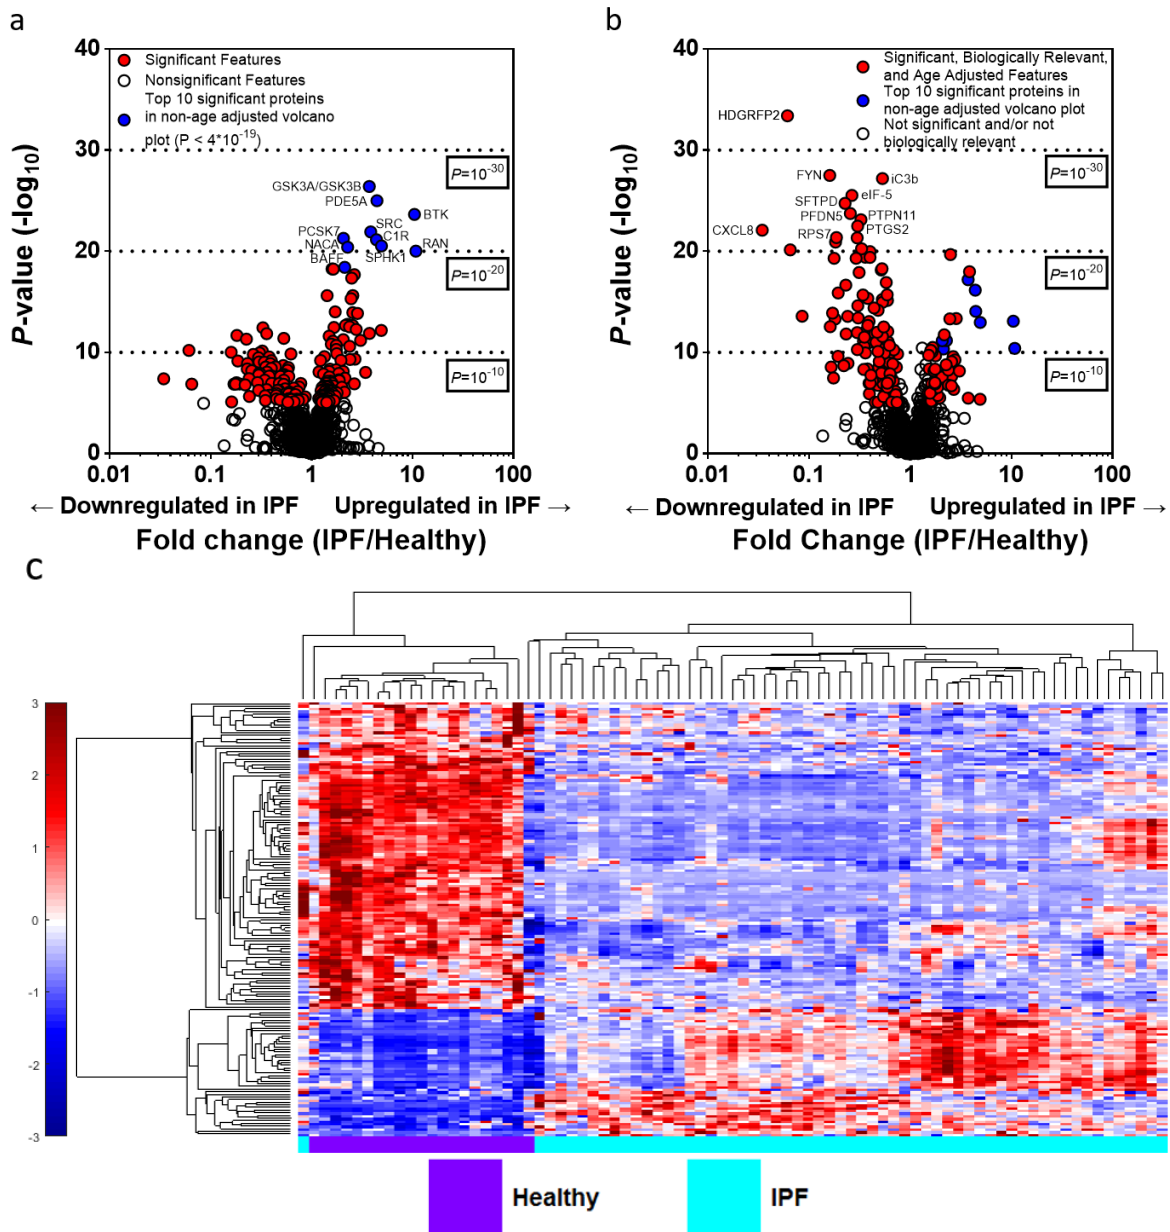 a
40
30
20
10
0
P-value (-log10)
Significant Features
Nonsignificant Features
Top 10 significant proteins
in non-age adjusted volcano
plot (P < 4*10-19)
P=10-30
P=10-20
P=10-10
GSK3A/GSK3B
PDE5A
BTK
SRC
PCSK7
C1R
NACA
RAN
SPHK1
BAFF
0.01
0.1
1
10
100
← Downregulated in IPF
Upregulated in IPF →
Fold change (IPF/Healthy)
b
40
30
20
10
0
P-value (-log10)
Significant, Biologically Relevant,
and Age Adjusted Features
Top 10 significant proteins in
non-age adjusted volcano plot
Not significant and/or not
biologically relevant
P=10-30
P=10-20
P=10-10
HDGRFP2
FYN
iC3b
eIF-5
SFTPD
PFDN5
PTPN11
CXCL8
RPS7
PTGS2
0.01
0.1
1
10
100
← Downregulated in IPF
Upregulated in IPF →
Fold Change (IPF/Healthy)
c
3
2
1
0
-1
-2
-3
Healthy
IPF